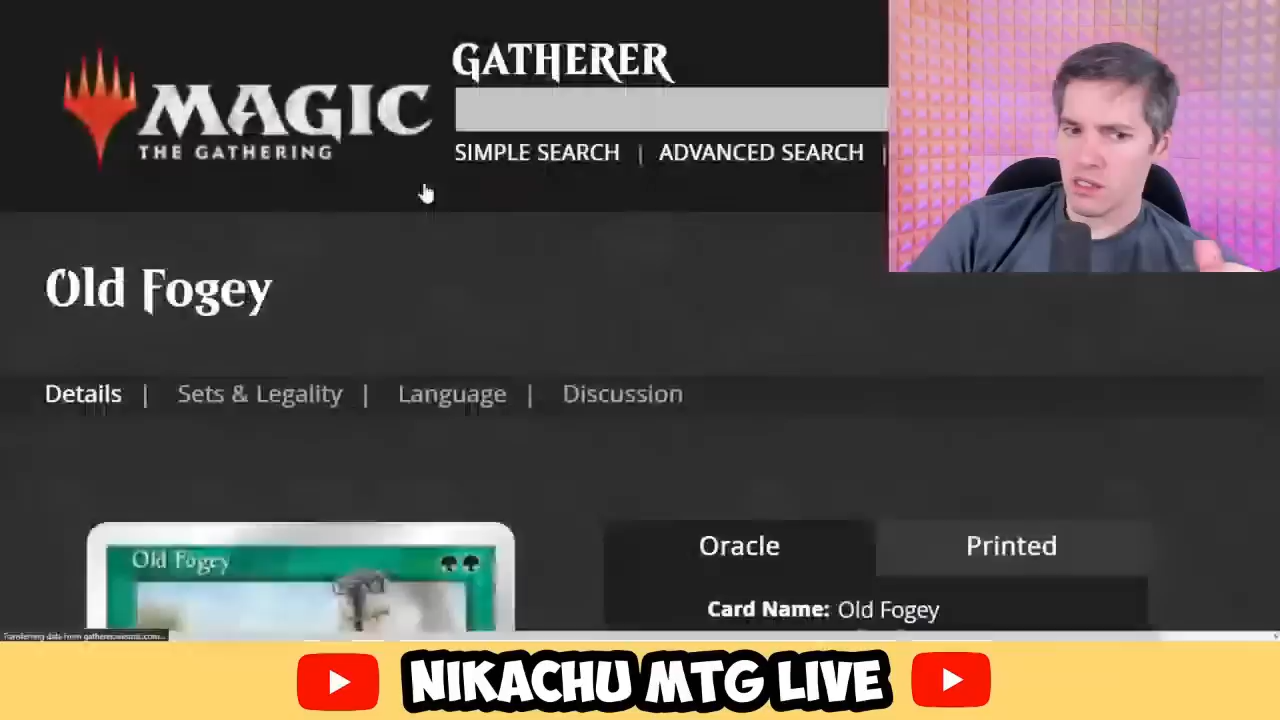 GATHERER
MAGIC
THE GATHERING
SIMPLE SEARCH | ADVANCED SEARCH |
Old Fogey
Details | Sets & Legality | Language | Discussion
Old Fogey
Oracle
Printed
Card Name: Old Fogey
NIKACHU MTG LIVE